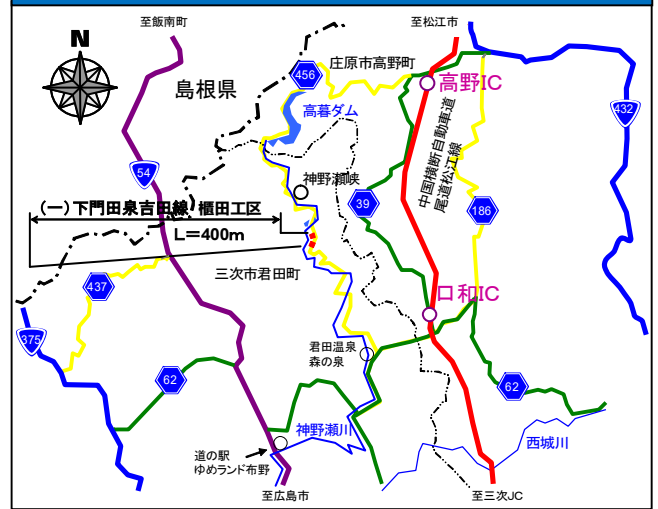 至飯南町
至松江市
N
島根県
456
庄原市高野町
高野IC
高暮ダム
432
中国横断自動車道
尾道松江線
54
神野瀬峡
39
186
(一)下門田泉吉田線 櫃田工区
L=400m
437
三次市君田町
口和IC
375
君田温泉
森の泉
62
62
神野瀬川
西城川
道の駅
ゆめランド布野
至広島市
至三次JC